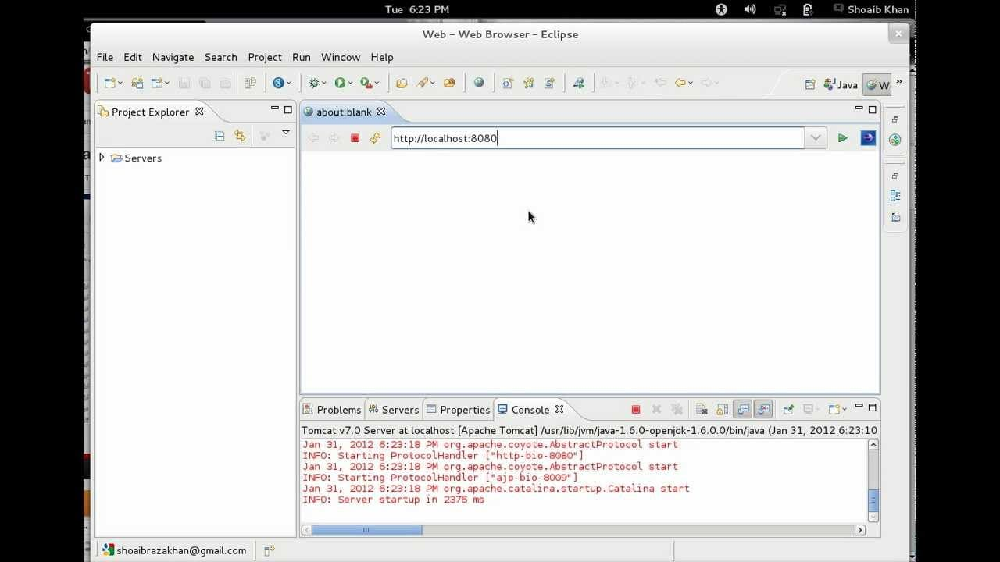 Tue 6:23 PM
Shoaib Khan
Web – Web Browser – Eclipse
File Edit Navigate Search Project Run Window Help
Java
Project Explorer
about:blank
http://localhost:8080
Servers
Problems Servers Properties Console
Tomcat v7.0 Server at localhost [Apache Tomcat] /usr/lib/jvm/java-1.6.0-openjdk-1.6.0.0/bin/java (Jan 31, 2012 6:23:10
Jan 31, 2012 6:23:18 PM org.apache.coyote.AbstractProtocol start
INFO: Starting ProtocolHandler ["http-bio-8080"]
Jan 31, 2012 6:23:18 PM org.apache.coyote.AbstractProtocol start
INFO: Starting ProtocolHandler ["ajp-bio-8009"]
Jan 31, 2012 6:23:18 PM org.apache.catalina.startup.Catalina start
INFO: Server startup in 2376 ms
shoaibrazakhan@gmail.com